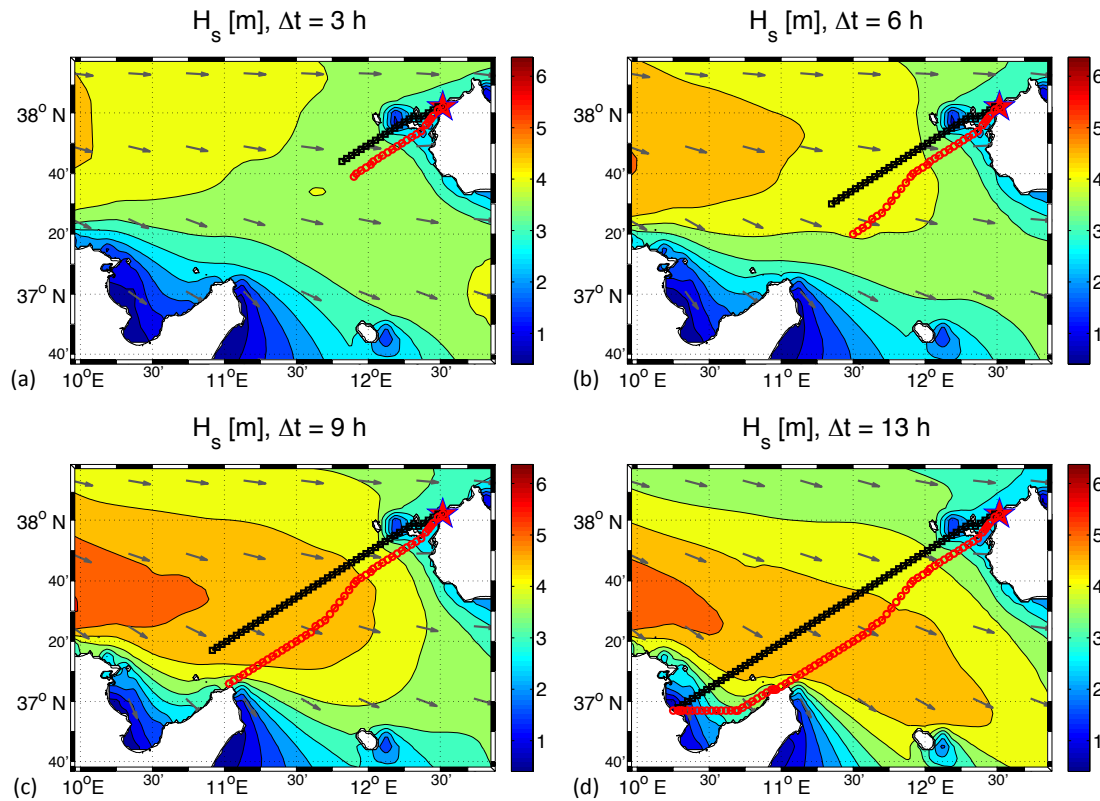 H_s [m], Δt = 3 h
38° N
40'
20'
37° N
40'
10° E 30' 11° E 30' 12° E 30'
6
5
4
3
2
1
(a)
H_s [m], Δt = 6 h
38° N
40'
20'
37° N
40'
10° E 30' 11° E 30' 12° E 30'
6
5
4
3
2
1
(b)
H_s [m], Δt = 9 h
38° N
40'
20'
37° N
40'
10° E 30' 11° E 30' 12° E 30'
6
5
4
3
2
1
(c)
H_s [m], Δt = 13 h
38° N
40'
20'
37° N
40'
10° E 30' 11° E 30' 12° E 30'
6
5
4
3
2
1
(d)